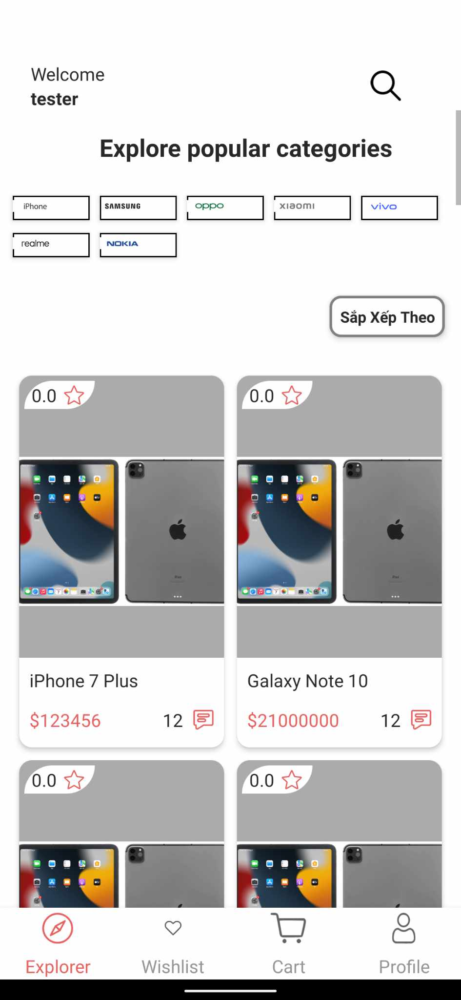 Welcome
tester
Explore popular categories
iPhone
SAMSUNG
oppo
xiaomi
vivo
realme
NOKIA
Sắp Xếp Theo
0.0
0.0
iPhone 7 Plus
$123456 12
Galaxy Note 10
$21000000 12
0.0
0.0
Explorer
Wishlist
Cart
Profile